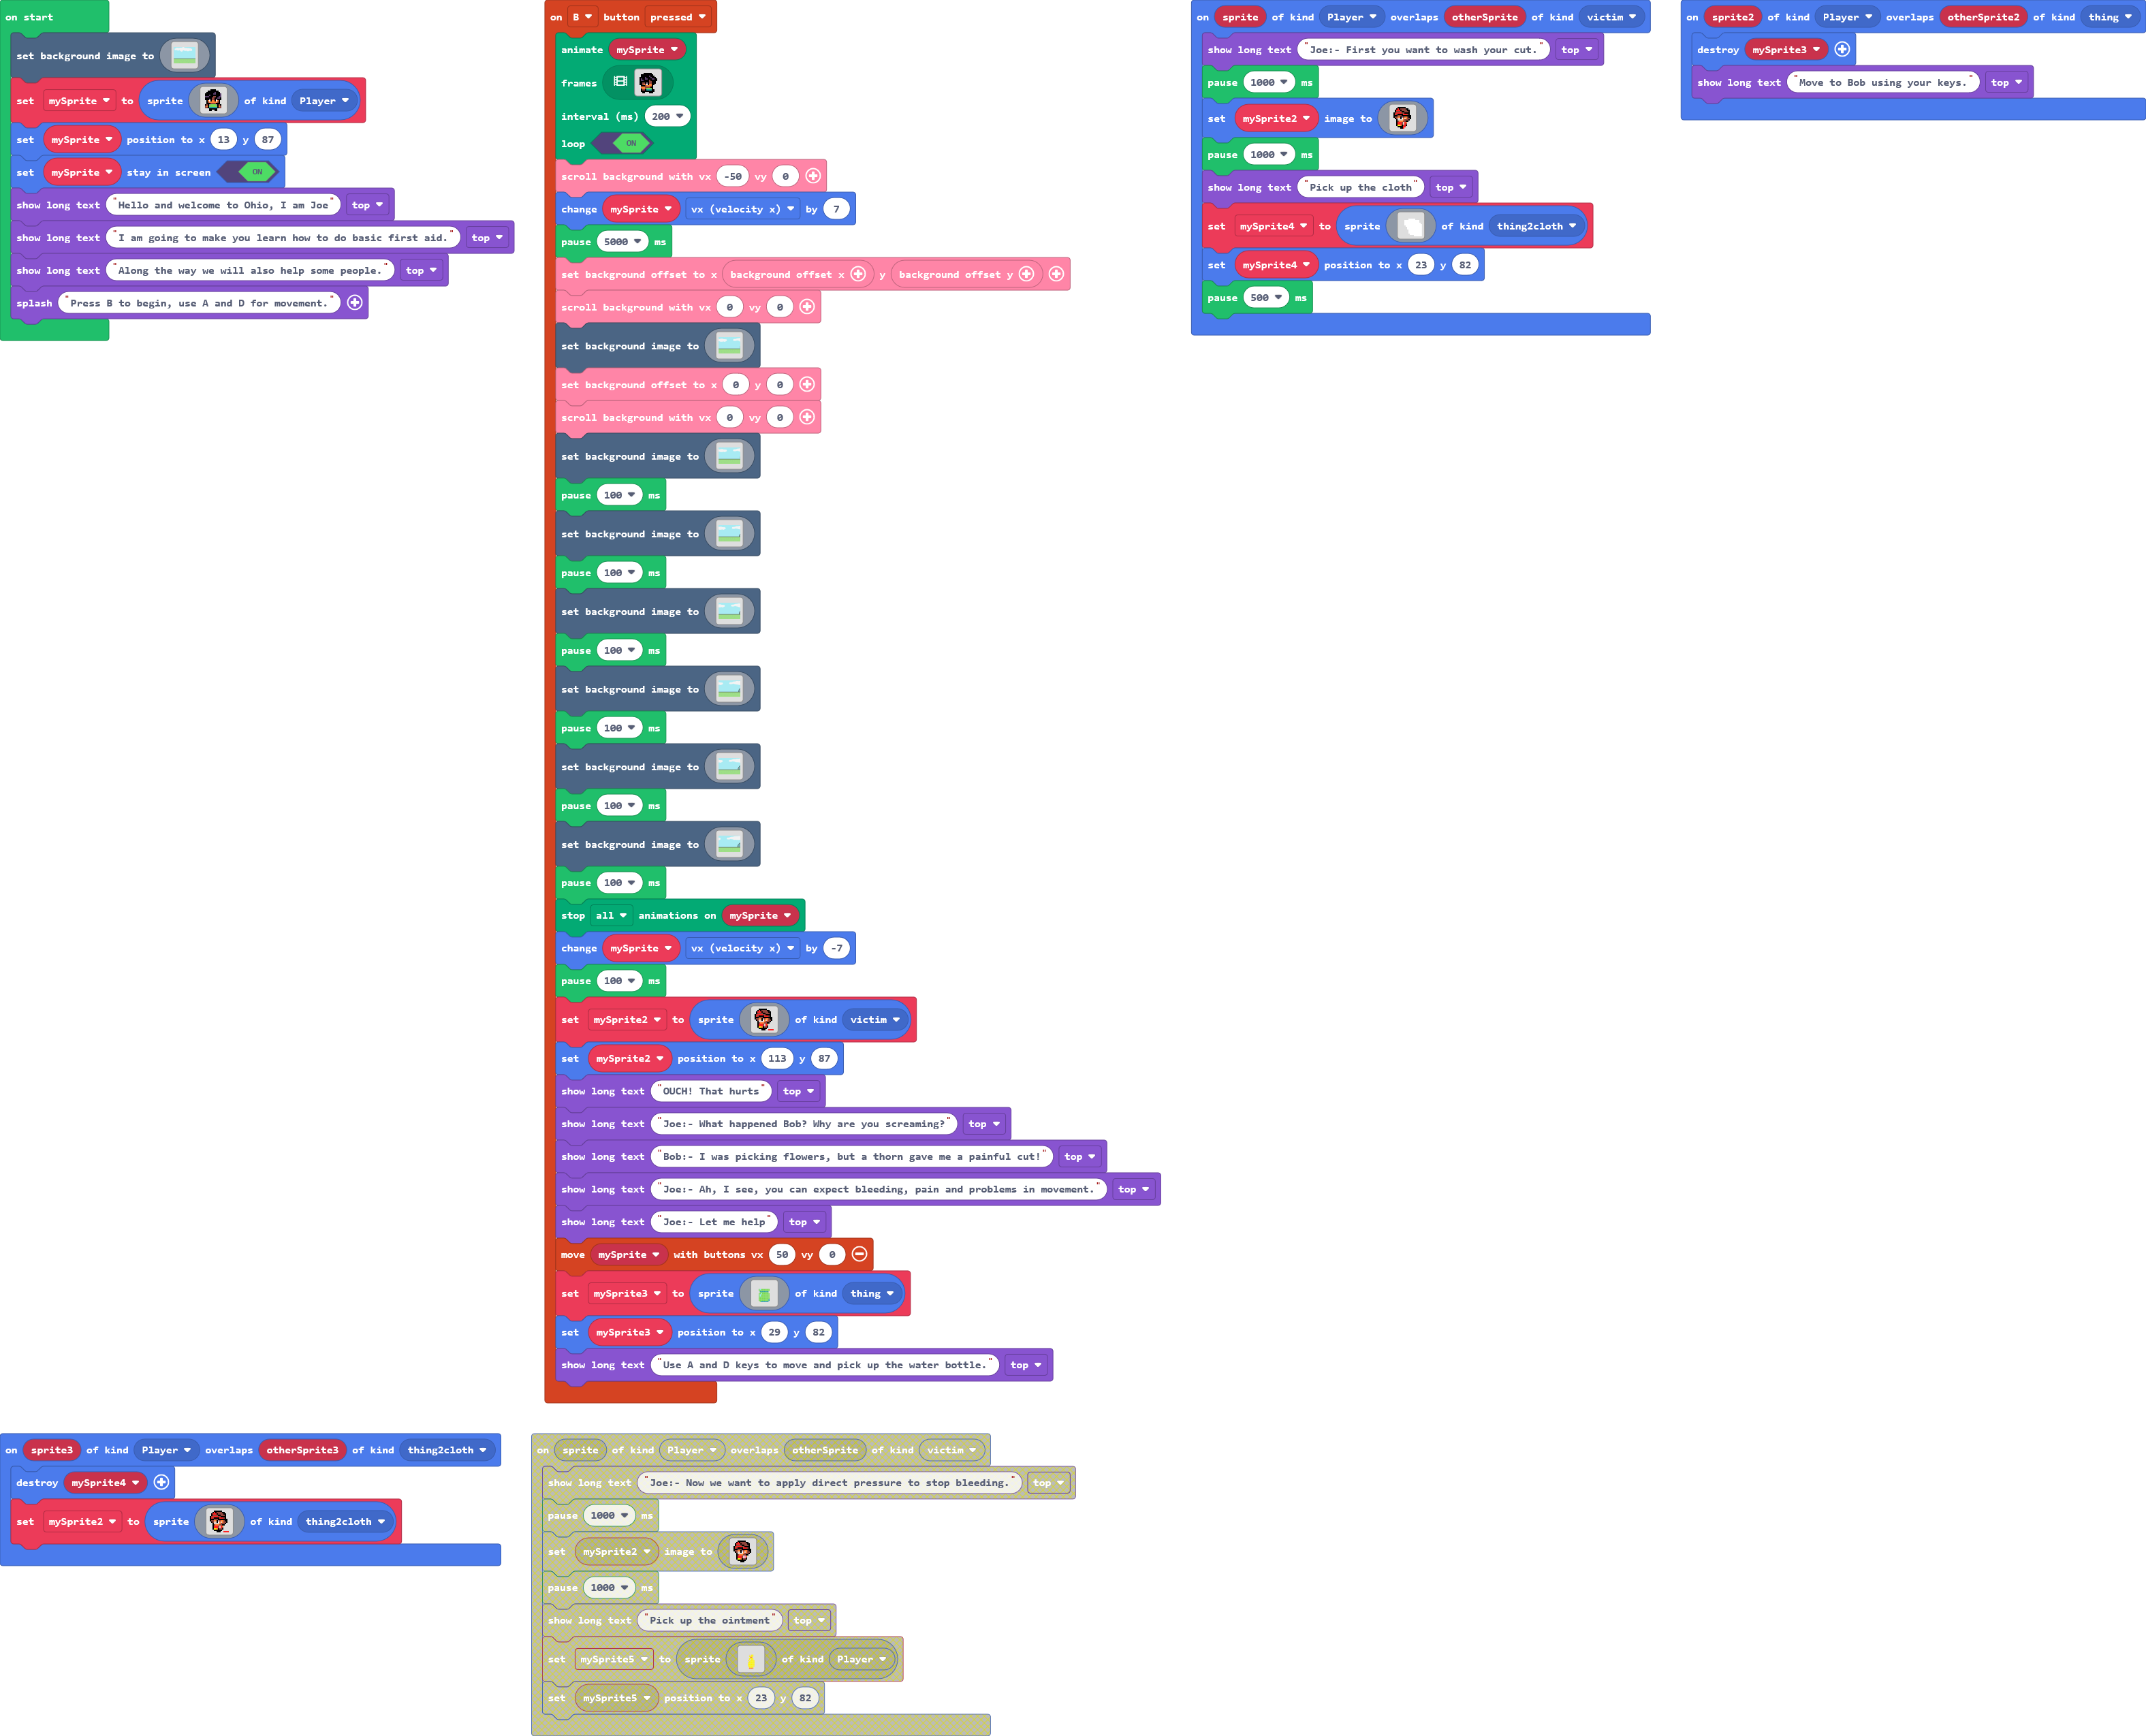 on start
set background image to
set mySprite to sprite of kind Player
set mySprite position to x 13 y 87
set mySprite stay in screen ON
show long text "Hello and welcome to Ohio, I am Joe" top
show long text "I am going to make you learn how to do basic first aid." top
show long text "Along the way we will also help some people." top
splash "Press B to begin, use A and D for movement."
on B button pressed
animate mySprite
frames
interval (ms) 200
loop ON
scroll background with vx -50 vy 0
change mySprite vx (velocity x) by 7
pause 5000 ms
set background offset to x background offset x y background offset y
scroll background with vx 0 vy 0
set background image to
set background offset to x 0 y 0
scroll background with vx 0 vy 0
set background image to
pause 100 ms
set background image to
pause 100 ms
set background image to
pause 100 ms
set background image to
pause 100 ms
set background image to
pause 100 ms
set background image to
pause 100 ms
stop all animations on mySprite
change mySprite vx (velocity x) by -7
pause 100 ms
set mySprite2 to sprite of kind victim
set mySprite2 position to x 113 y 87
show long text "OUCH! That hurts" top
show long text "Joe:- What happened Bob? Why are you screaming?" top
show long text "Bob:- I was picking flowers, but a thorn gave me a painful cut!" top
show long text "Joe:- Ah, I see, you can expect bleeding, pain and problems in movement." top
show long text "Joe:- Let me help" top
move mySprite with buttons vx 50 vy 0
set mySprite3 to sprite of kind thing
set mySprite3 position to x 29 y 82
show long text "Use A and D keys to move and pick up the water bottle." top
on sprite of kind Player overlaps otherSprite of kind victim
show long text "Joe:- First you want to wash your cut." top
pause 1000 ms
set mySprite2 image to
pause 1000 ms
show long text "Pick up the cloth" top
set mySprite4 to sprite of kind thing2cloth
set mySprite4 position to x 23 y 82
pause 500 ms
on sprite2 of kind Player overlaps otherSprite2 of kind thing
destroy mySprite3
show long text "Move to Bob using your keys." top
on sprite3 of kind Player overlaps otherSprite3 of kind thing2cloth
destroy mySprite4
set mySprite2 to sprite of kind thing2cloth
on sprite of kind Player overlaps otherSprite of kind victim
show long text "Joe:- Now we want to apply direct pressure to stop bleeding." top
pause 1000 ms
set mySprite2 image to
pause 1000 ms
show long text "Pick up the ointment" top
set mySprite5 to sprite of kind Player
set mySprite5 position to x 23 y 82